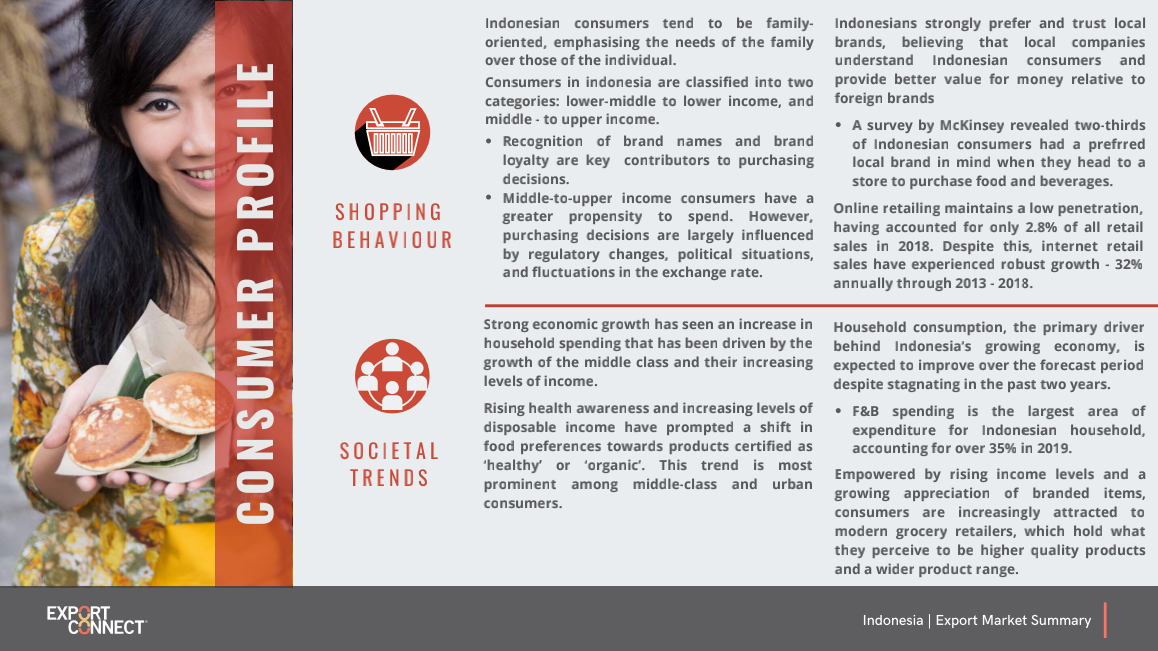 CONSUMER PROFILE
SHOPPING
BEHAVIOUR
Indonesian consumers tend to be family-
oriented, emphasising the needs of the family
over those of the individual.
Consumers in indonesia are classified into two
categories: lower-middle to lower income, and
middle - to upper income.
• Recognition of brand names and brand
loyalty are key contributors to purchasing
decisions.
• Middle-to-upper income consumers have a
greater propensity to spend. However,
purchasing decisions are largely influenced
by regulatory changes, political situations,
and fluctuations in the exchange rate.
Indonesians strongly prefer and trust local
brands, believing that local companies
understand Indonesian consumers and
provide better value for money relative to
foreign brands
• A survey by McKinsey revealed two-thirds
of Indonesian consumers had a prefrred
local brand in mind when they head to a
store to purchase food and beverages.
Online retailing maintains a low penetration,
having accounted for only 2.8% of all retail
sales in 2018. Despite this, internet retail
sales have experienced robust growth - 32%
annually through 2013 - 2018.
SOCIETAL
TRENDS
Strong economic growth has seen an increase in
household spending that has been driven by the
growth of the middle class and their increasing
levels of income.
Rising health awareness and increasing levels of
disposable income have prompted a shift in
food preferences towards products certified as
‘healthy’ or ‘organic’. This trend is most
prominent among middle-class and urban
consumers.
Household consumption, the primary driver
behind Indonesia's growing economy, is
expected to improve over the forecast period
despite stagnating in the past two years.
• F&B spending is the largest area of
expenditure for Indonesian household,
accounting for over 35% in 2019.
Empowered by rising income levels and a
growing appreciation of branded items,
consumers are increasingly attracted to
modern grocery retailers, which hold what
they perceive to be higher quality products
and a wider product range.
EXPORT
CONNECT
Indonesia | Export Market Summary